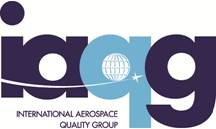 iaqg
INTERNATIONAL AEROSPACE
QUALITY GROUP